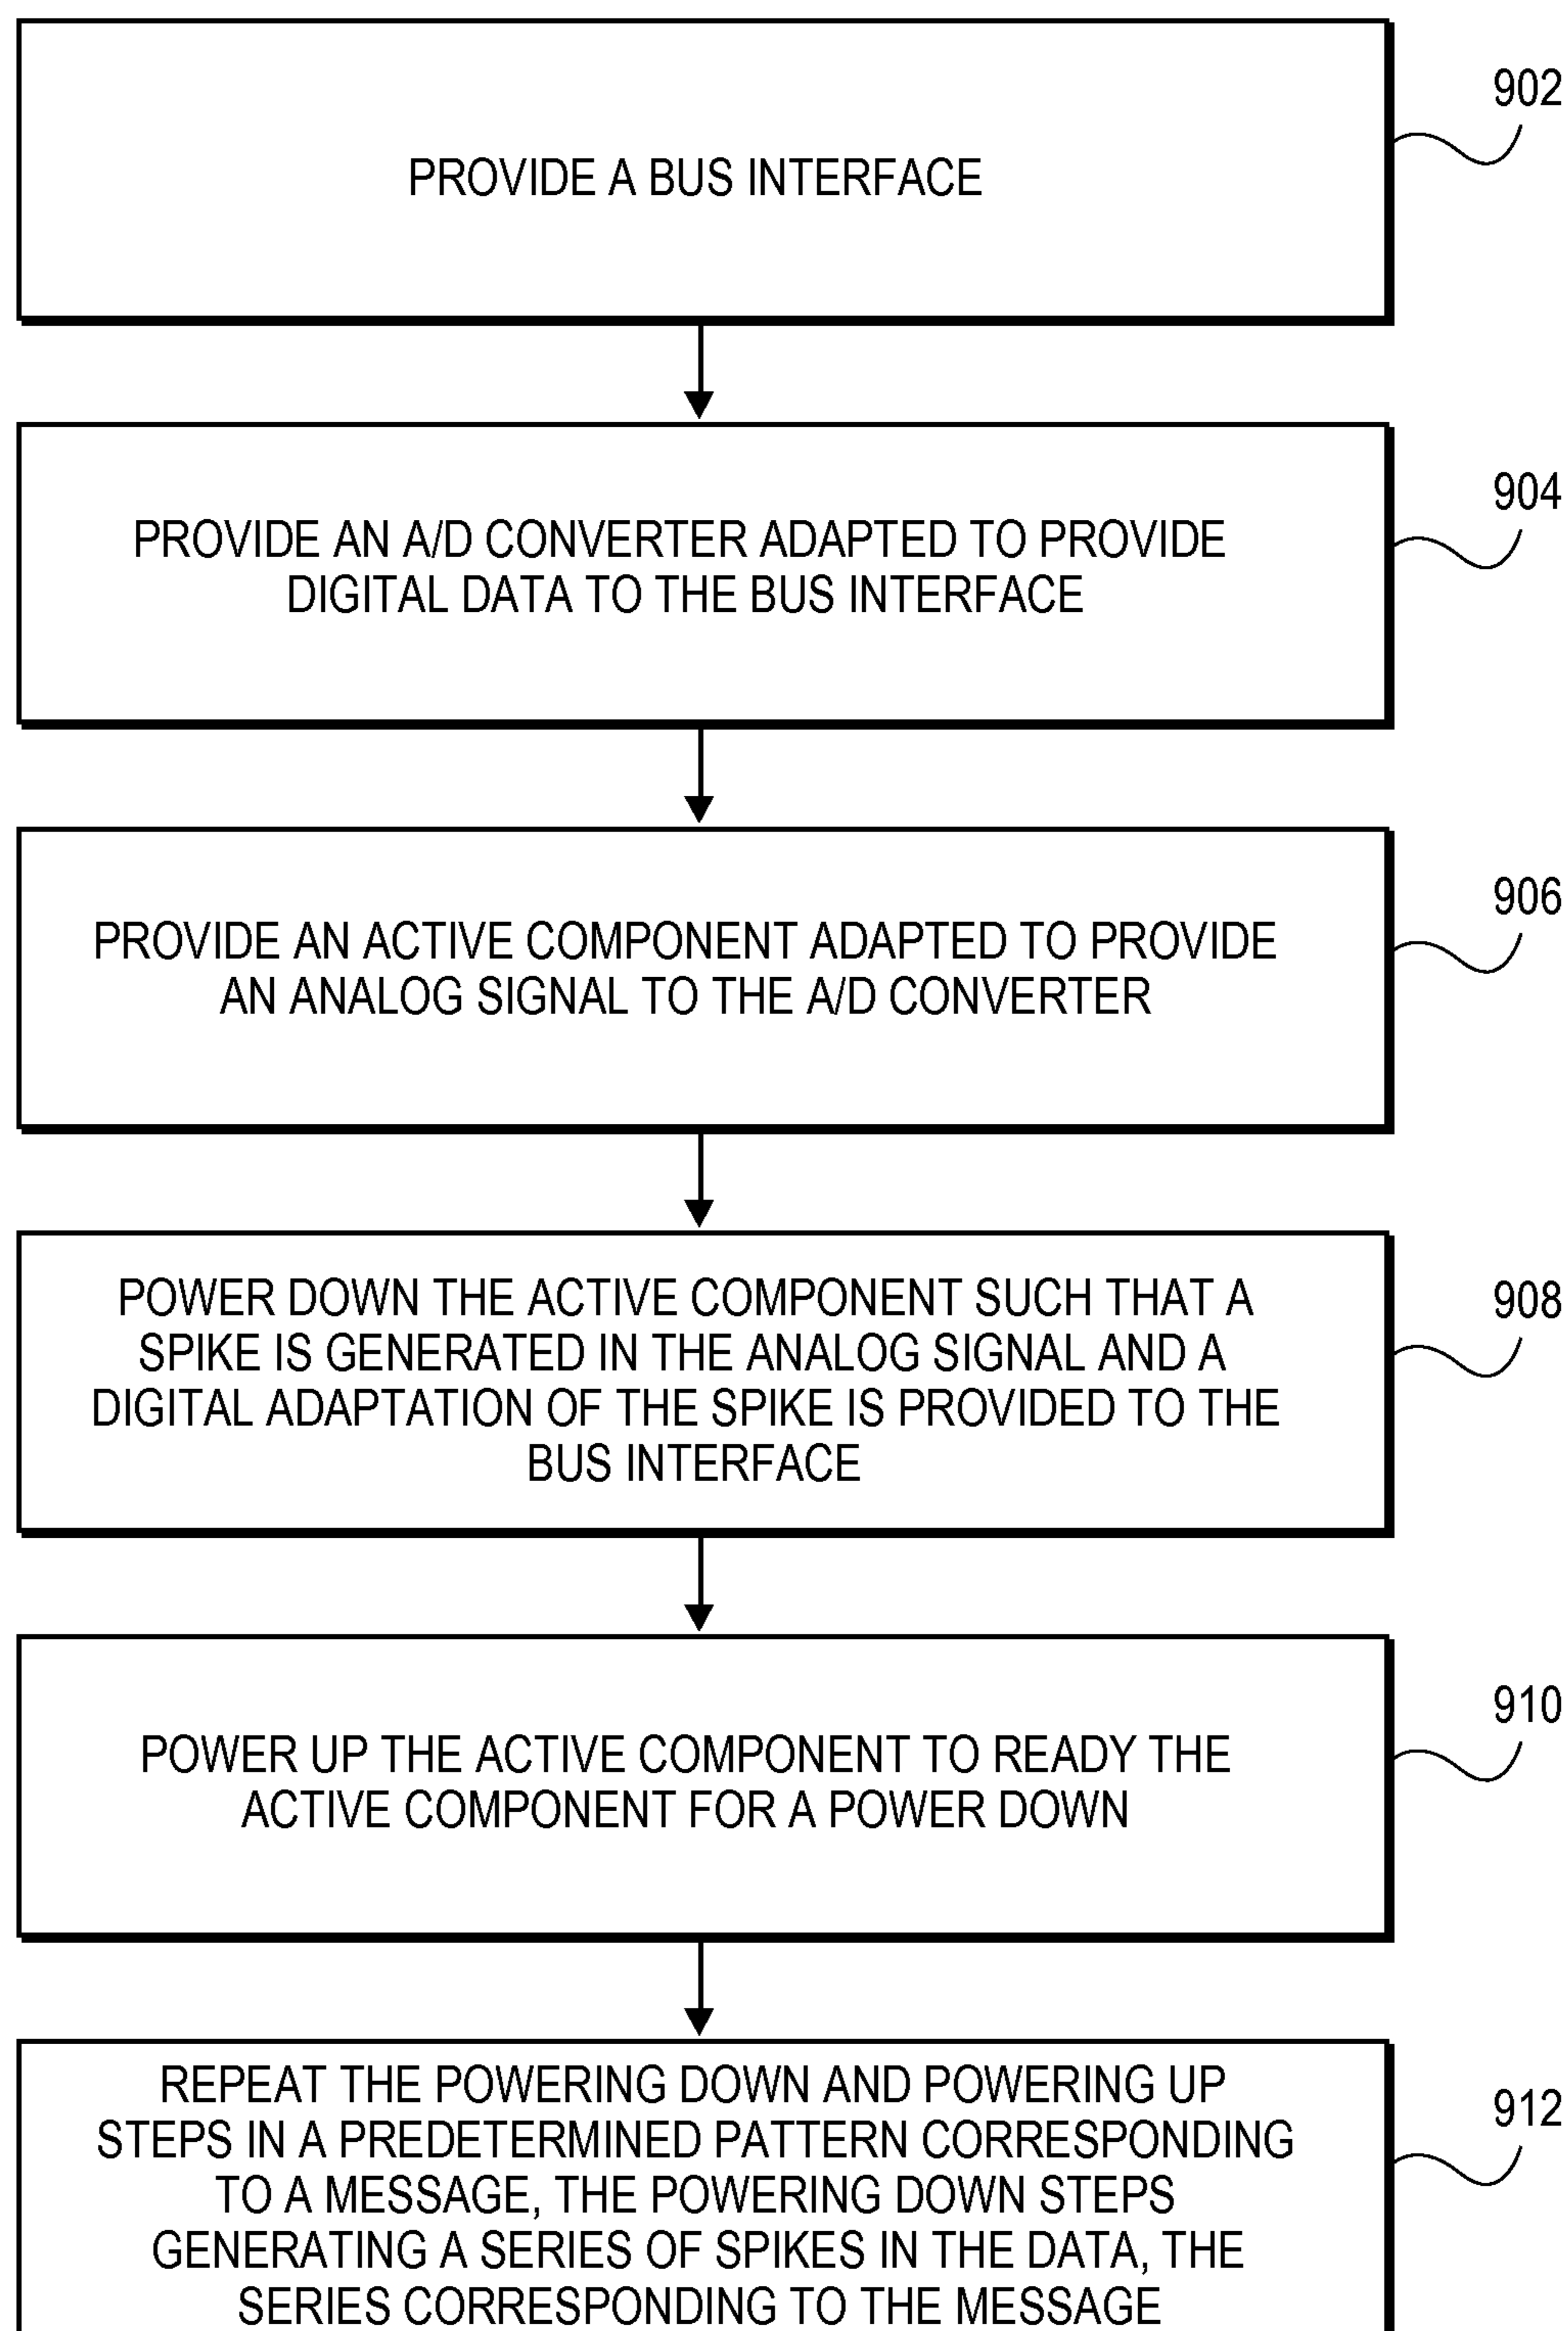 902
PROVIDE A BUS INTERFACE
904
PROVIDE AN A/D CONVERTER ADAPTED TO PROVIDE
DIGITAL DATA TO THE BUS INTERFACE
906
PROVIDE AN ACTIVE COMPONENT ADAPTED TO PROVIDE
AN ANALOG SIGNAL TO THE A/D CONVERTER
908
POWER DOWN THE ACTIVE COMPONENT SUCH THAT A
SPIKE IS GENERATED IN THE ANALOG SIGNAL AND A
DIGITAL ADAPTATION OF THE SPIKE IS PROVIDED TO THE
BUS INTERFACE
910
POWER UP THE ACTIVE COMPONENT TO READY THE
ACTIVE COMPONENT FOR A POWER DOWN
912
REPEAT THE POWERING DOWN AND POWERING UP
STEPS IN A PREDETERMINED PATTERN CORRESPONDING
TO A MESSAGE, THE POWERING DOWN STEPS
GENERATING A SERIES OF SPIKES IN THE DATA, THE
SERIES CORRESPONDING TO THE MESSAGE